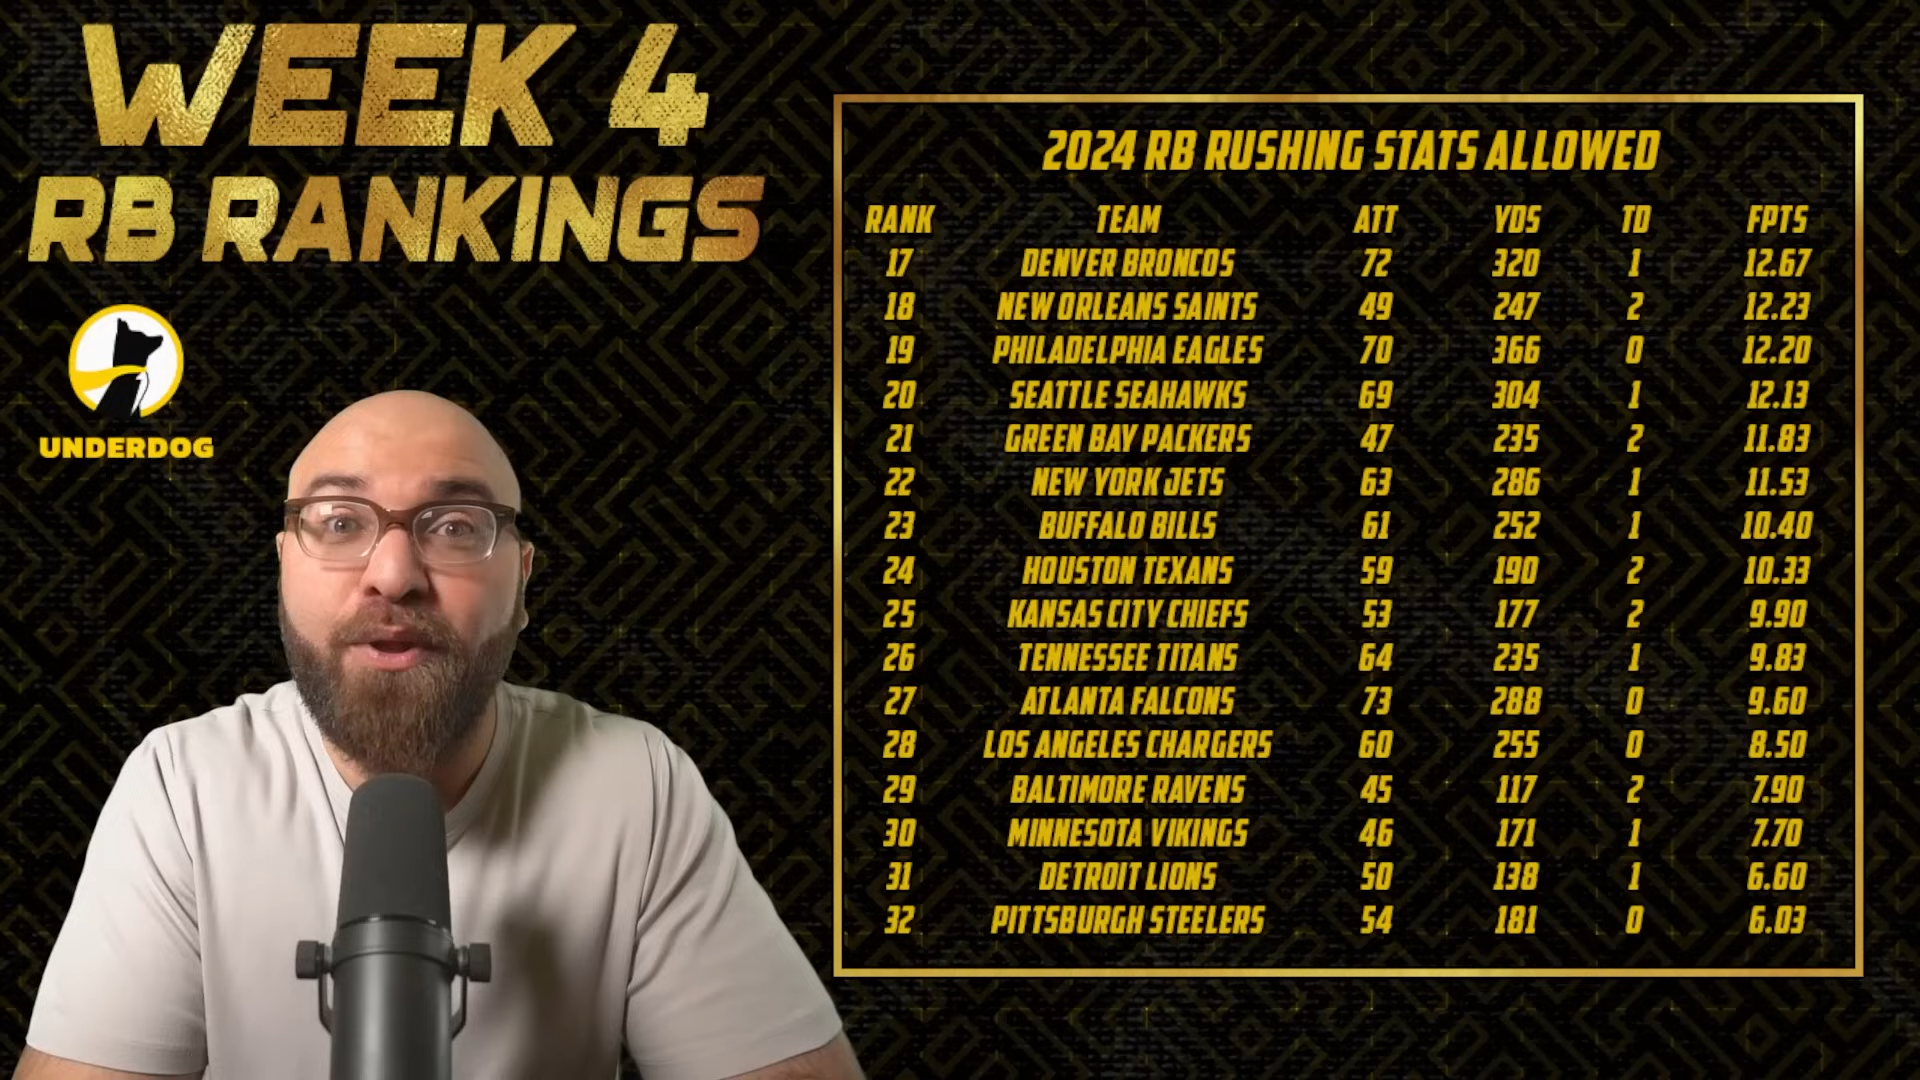 WEEK 4
RB RANKINGS
UNDERDOG
2024 RB RUSHING STATS ALLOWED
RANK TEAM ATT YDS TD FPTS
17 DENVER BRONCOS 72 320 1 12.67
18 NEW ORLEANS SAINTS 49 247 2 12.23
19 PHILADELPHIA EAGLES 70 366 0 12.20
20 SEATTLE SEAHAWKS 69 304 1 12.13
21 GREEN BAY PACKERS 47 235 2 11.83
22 NEW YORK JETS 63 286 1 11.53
23 BUFFALO BILLS 61 252 1 10.40
24 HOUSTON TEXANS 59 190 2 10.33
25 KANSAS CITY CHIEFS 53 177 2 9.90
26 TENNESSEE TITANS 64 235 1 9.83
27 ATLANTA FALCONS 73 288 0 9.60
28 LOS ANGELES CHARGERS 60 255 0 8.50
29 BALTIMORE RAVENS 45 117 2 7.90
30 MINNESOTA VIKINGS 46 171 1 7.70
31 DETROIT LIONS 50 138 1 6.60
32 PITTSBURGH STEELERS 54 181 0 6.03